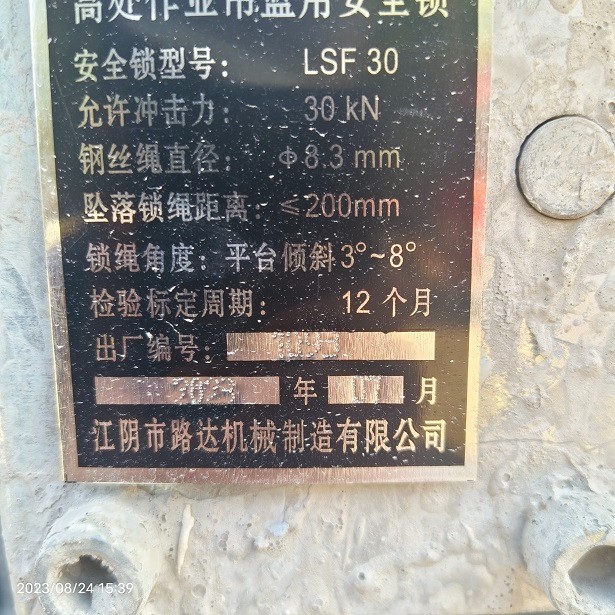 高处作业吊篮用安全锁
安全锁型号： LSF 30
允许冲击力： 30 kN
钢丝绳直径： Φ8.3 mm
坠落锁绳距离：≤200mm
锁绳角度：平台倾斜3°~8°
检验标定周期： 12 个月
出厂编号：
年 月
江阴市路达机械制造有限公司
2023/08/24 15:39